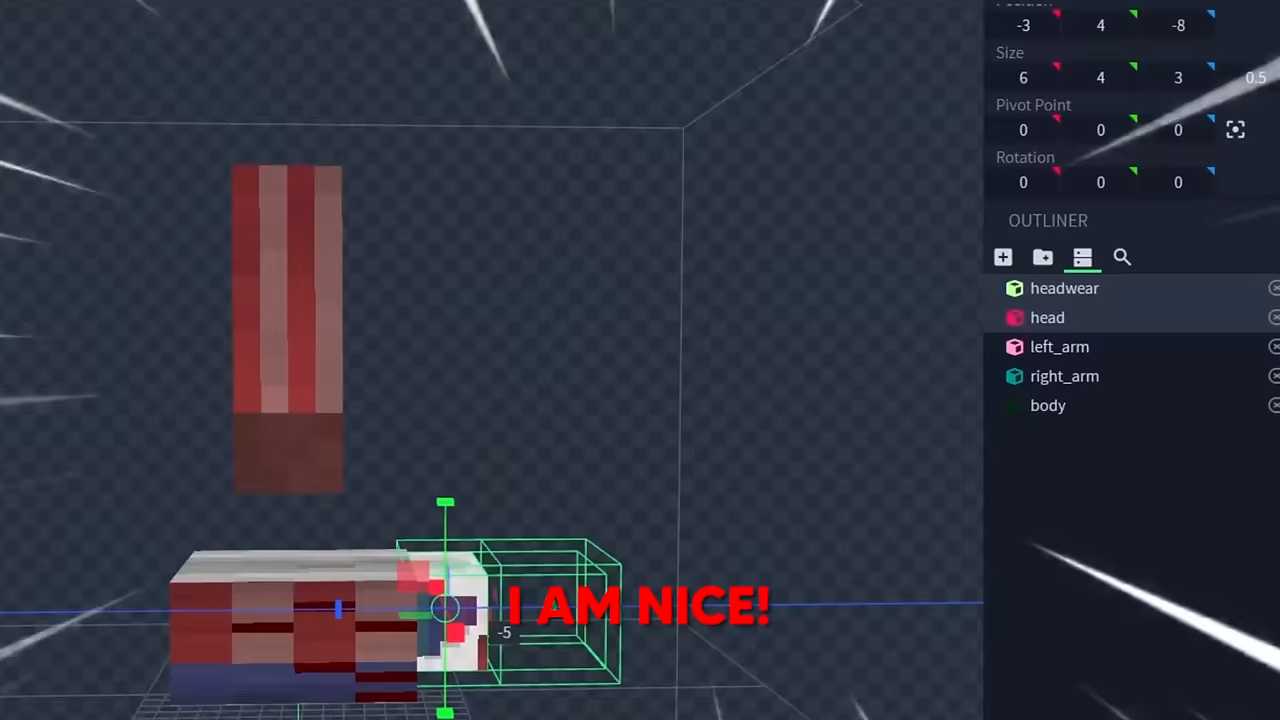 -3 4 -8
Size
6 4 3 0.5
Pivot Point
0 0 0
Rotation
0 0 0
OUTLINER
headwear
head
left_arm
right_arm
body
I AM NICE!
-5